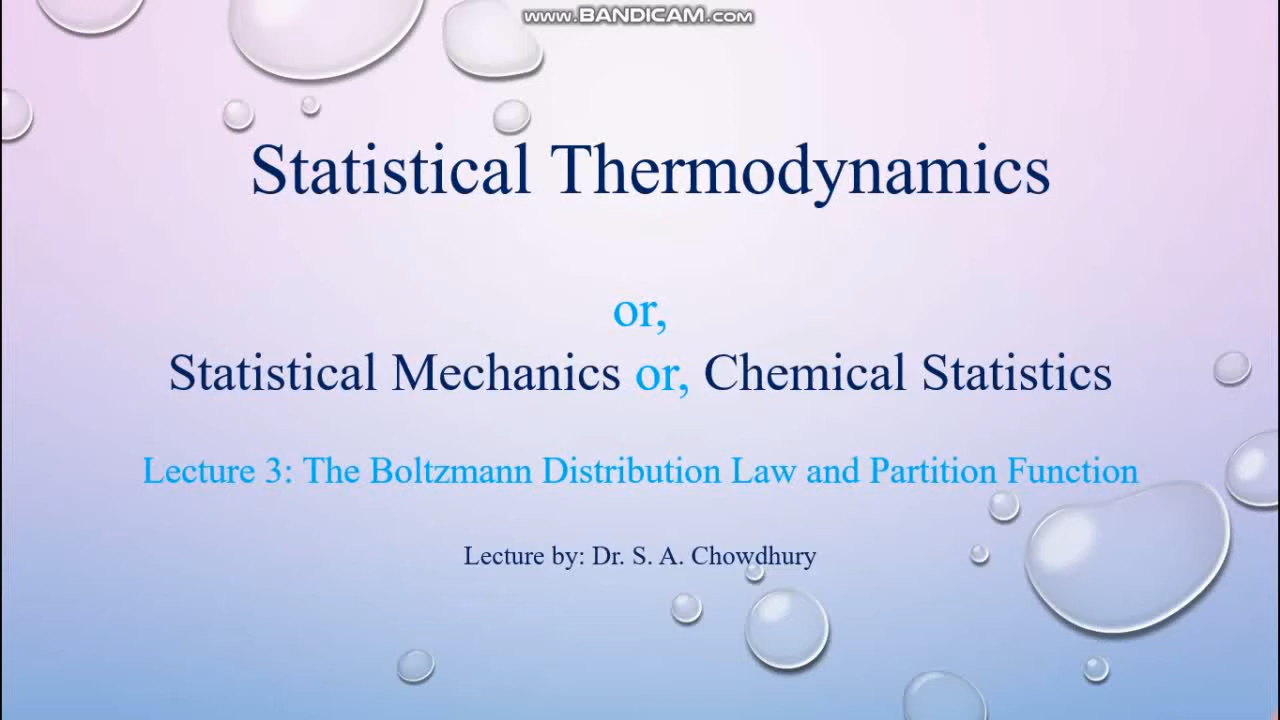 www.BANDICAM.com
Statistical Thermodynamics
or,
Statistical Mechanics or, Chemical Statistics
Lecture 3: The Boltzmann Distribution Law and Partition Function
Lecture by: Dr. S. A. Chowdhury